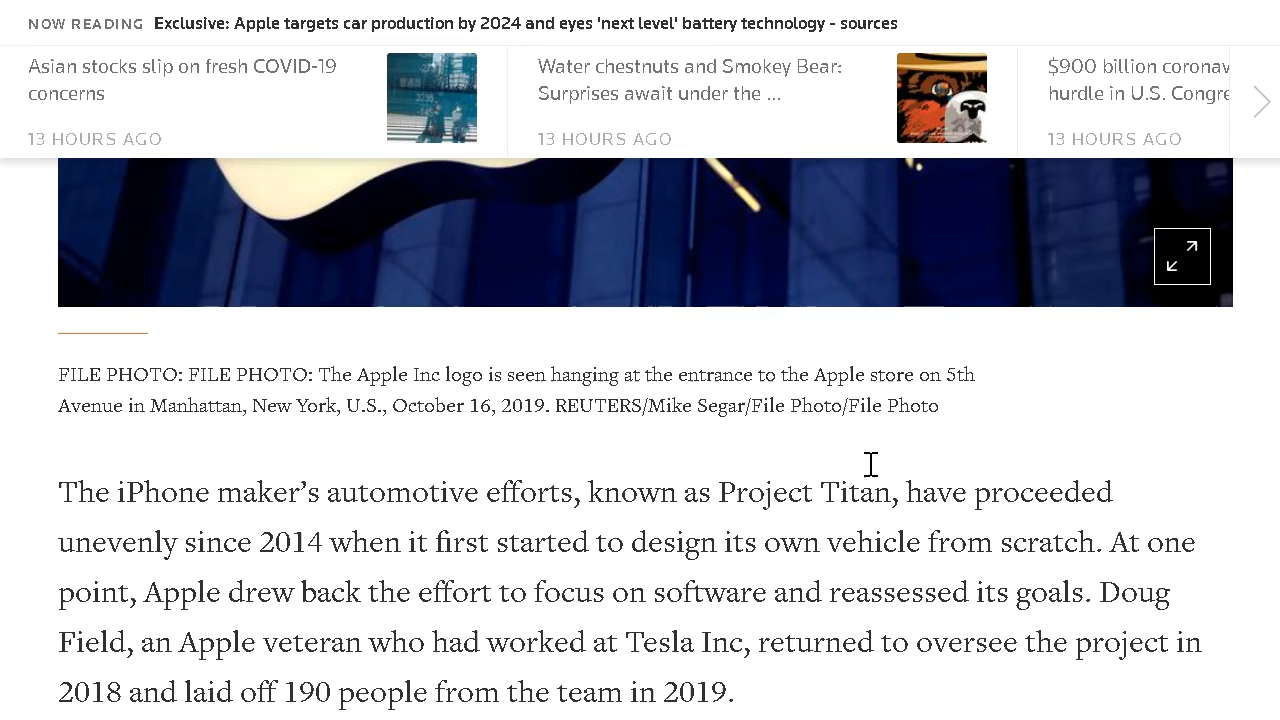 NOW READING Exclusive: Apple targets car production by 2024 and eyes 'next level' battery technology - sources
Asian stocks slip on fresh COVID-19
concerns
13 HOURS AGO
Water chestnuts and Smokey Bear:
Surprises await under the ...
13 HOURS AGO
$900 billion
hurdle in U.S.
13 HOURS AGO
FILE PHOTO: FILE PHOTO: The Apple Inc logo is seen hanging at the entrance to the Apple store on 5th
Avenue in Manhattan, New York, U.S., October 16, 2019. REUTERS/Mike Segar/File Photo/File Photo
The iPhone maker’s automotive efforts, known as Project Titan, have proceeded
unevenly since 2014 when it first started to design its own vehicle from scratch. At one
point, Apple drew back the effort to focus on software and reassessed its goals. Doug
Field, an Apple veteran who had worked at Tesla Inc, returned to oversee the project in
2018 and laid off 190 people from the team in 2019.